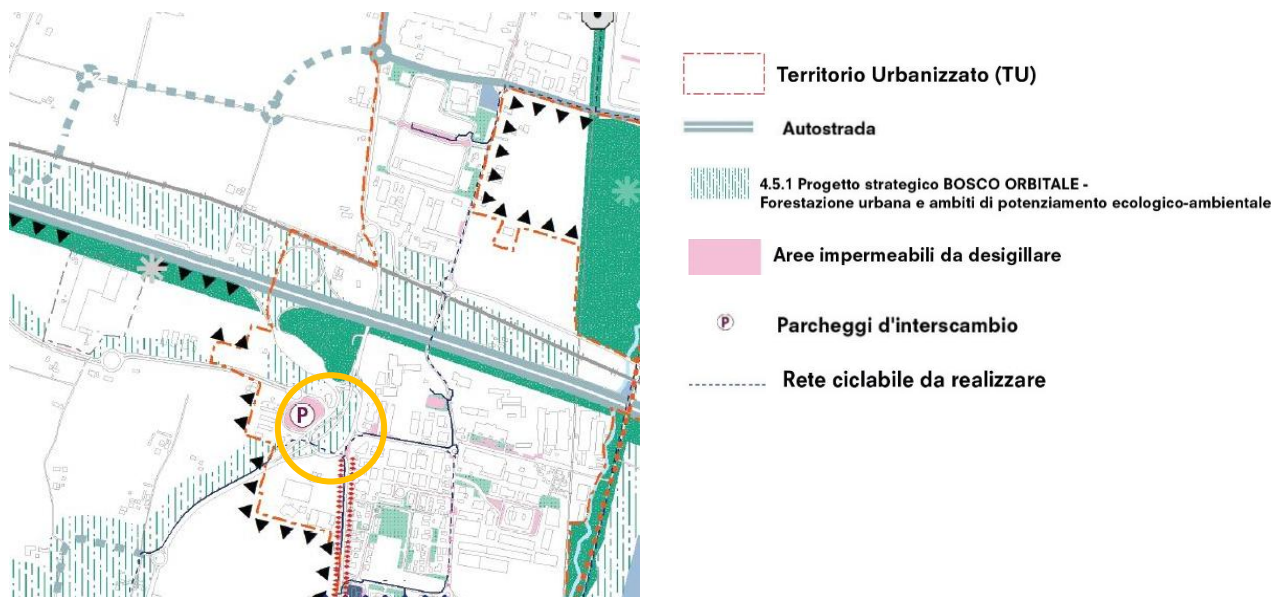 Territorio Urbanizzato (TU)
Autostrada
4.5.1 Progetto strategico BOSCO ORBITALE -
Forestazione urbana e ambiti di potenziamento ecologico-ambientale
Aree impermeabili da desigillare
P
Parcheggi d'interscambio
P
Rete ciclabile da realizzare